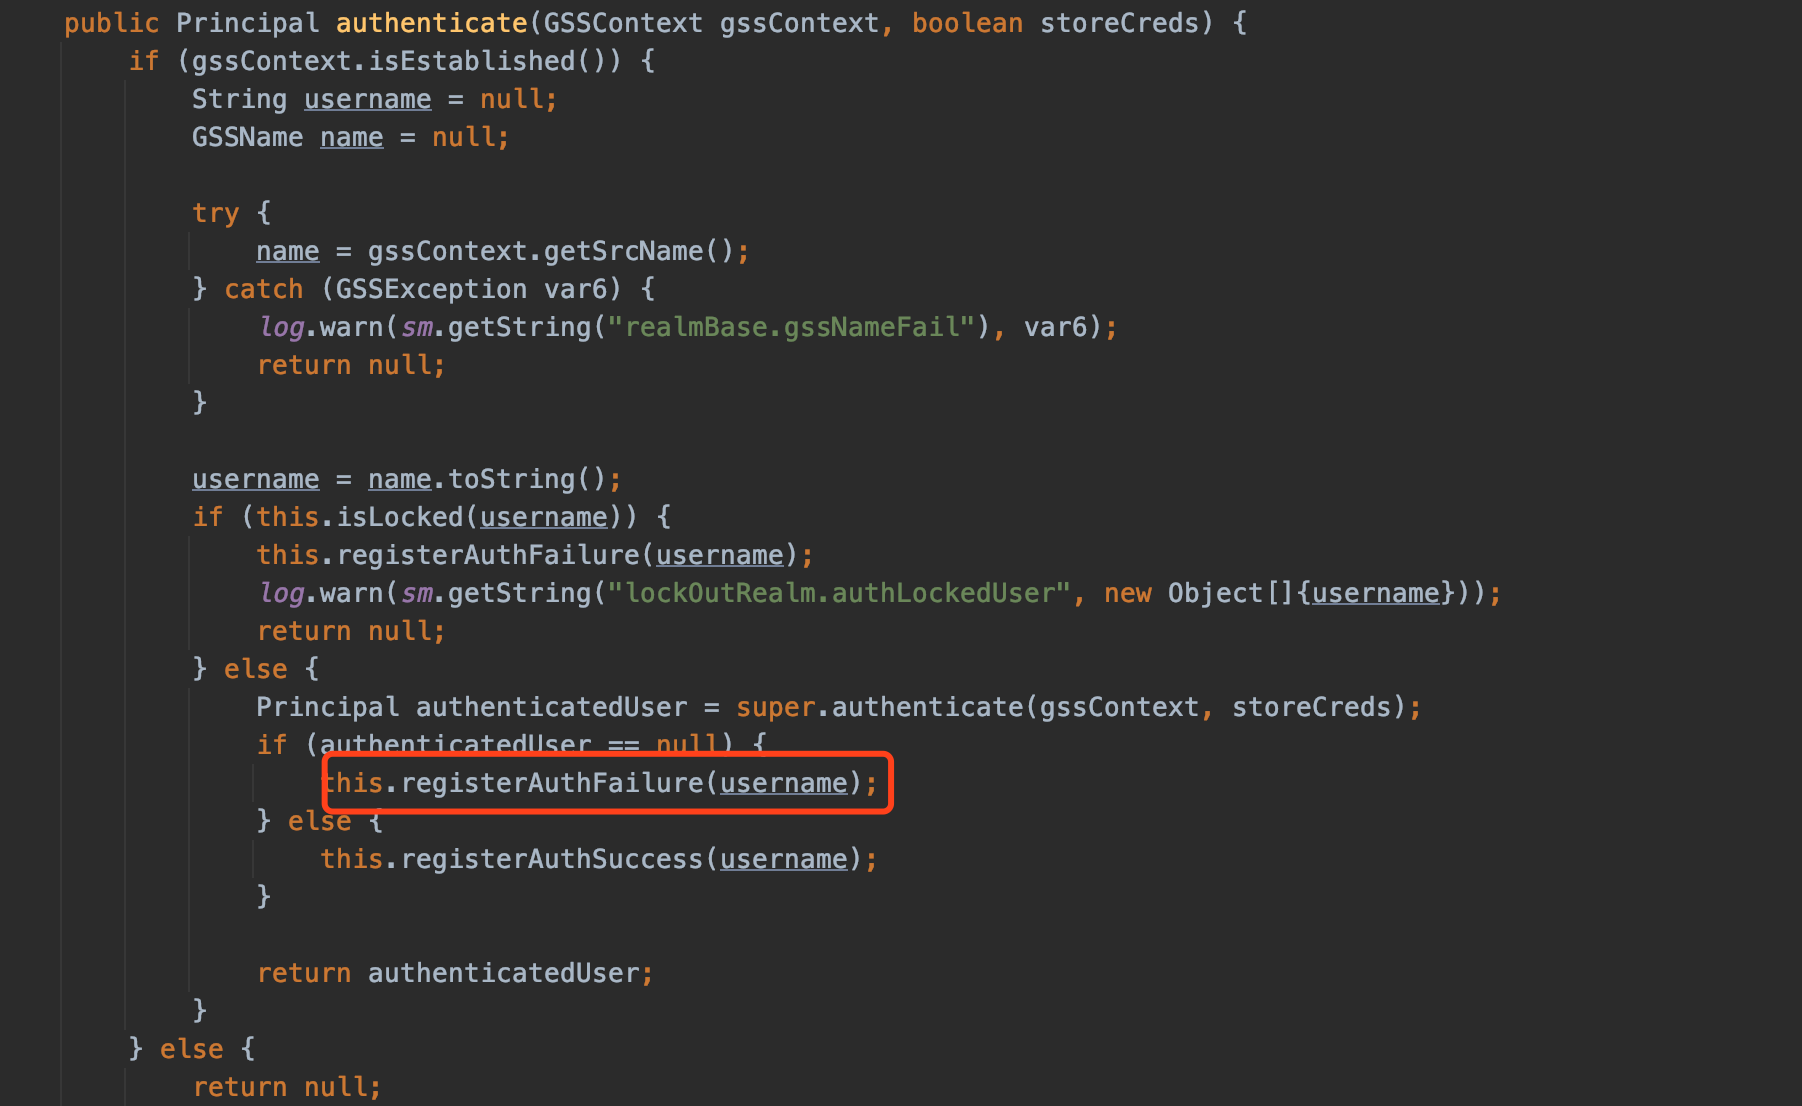 public Principal authenticate(GSSContext gssContext, boolean storeCreds) {
if (gssContext.isEstablished()) {
String username = null;
GSSName name = null;
try {
name = gssContext.getSrcName();
} catch (GSSException var6) {
log.warn(sm.getString("realmBase.gssNameFail"), var6);
return null;
}
username = name.toString();
if (this.isLocked(username)) {
this.registerAuthFailure(username);
log.warn(sm.getString("lockOutRealm.authLockedUser", new Object[]{username}));
return null;
} else {
Principal authenticatedUser = super.authenticate(gssContext, storeCreds);
if (authenticatedUser == null) {
this.registerAuthFailure(username);
} else {
this.registerAuthSuccess(username);
}
return authenticatedUser;
}
} else {
return null;